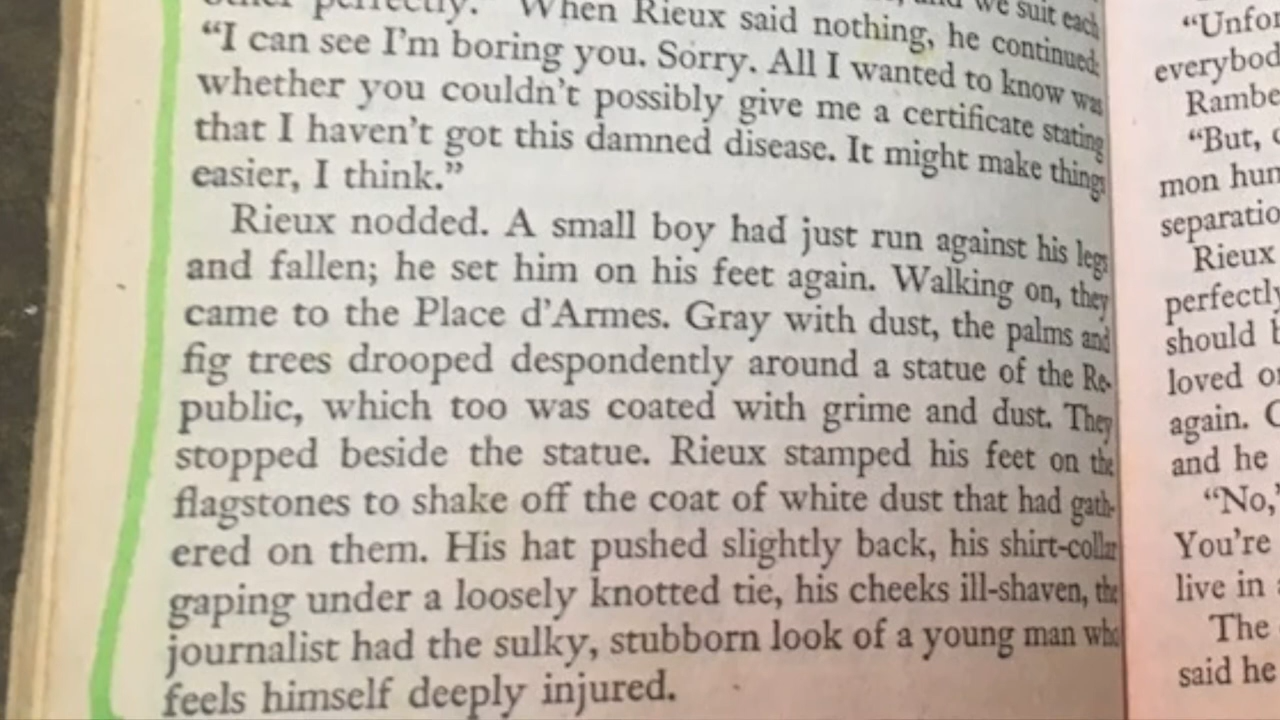 other perfectly." When Rieux said nothing, he continued:
"I can see I'm boring you. Sorry. All I wanted to know was
whether you couldn't possibly give me a certificate stating
that I haven't got this damned disease. It might make things
easier, I think."
Rieux nodded. A small boy had just run against his legs
and fallen; he set him on his feet again. Walking on, they
came to the Place d'Armes. Gray with dust, the palms and
fig trees drooped despondently around a statue of the Re-
public, which too was coated with grime and dust. They
stopped beside the statue. Rieux stamped his feet on the
flagstones to shake off the coat of white dust that had gath-
ered on them. His hat pushed slightly back, his shirt-collar
gaping under a loosely knotted tie, his cheeks ill-shaven, the
journalist had the sulky, stubborn look of a young man who
feels himself deeply injured.
"Unfor
everybod
Rambe
"But,
mon hun
separatio
Rieux
perfectly
should
loved
again.
and he
"No,
You're
live in
The
said he